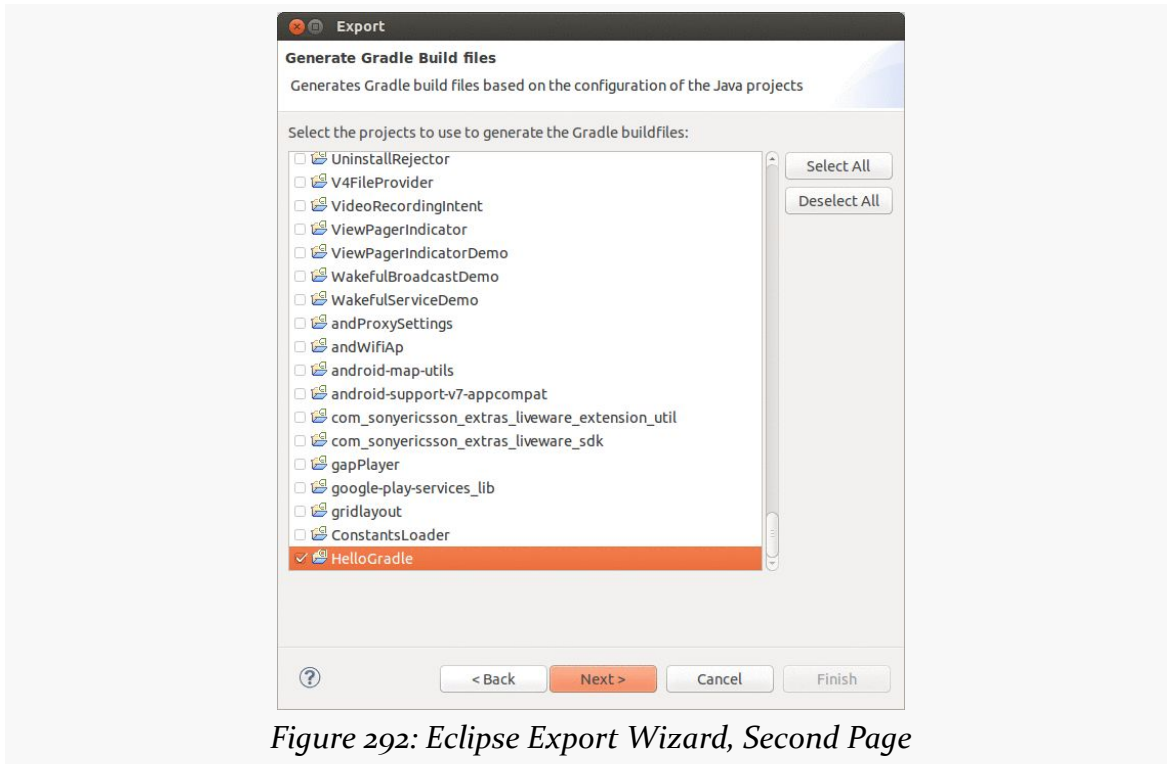 Export
Generate Gradle Build files
Generates Gradle build files based on the configuration of the Java projects
Select the projects to use to generate the Gradle buildfiles:
UninstallRejector
V4FileProvider
VideoRecordingIntent
ViewPagerIndicator
ViewPagerIndicatorDemo
WakefulBroadcastDemo
WakefulServiceDemo
andProxySettings
andWifiAp
android-map-utils
android-support-v7-appcompat
com_sonyericsson_extras_liveware_extension_util
com_sonyericsson_extras_liveware_sdk
gapPlayer
google-play-services_lib
gridlayout
ConstantsLoader
HelloGradle
Select All
Deselect All
? < Back Next > Cancel Finish
Figure 292: Eclipse Export Wizard, Second Page